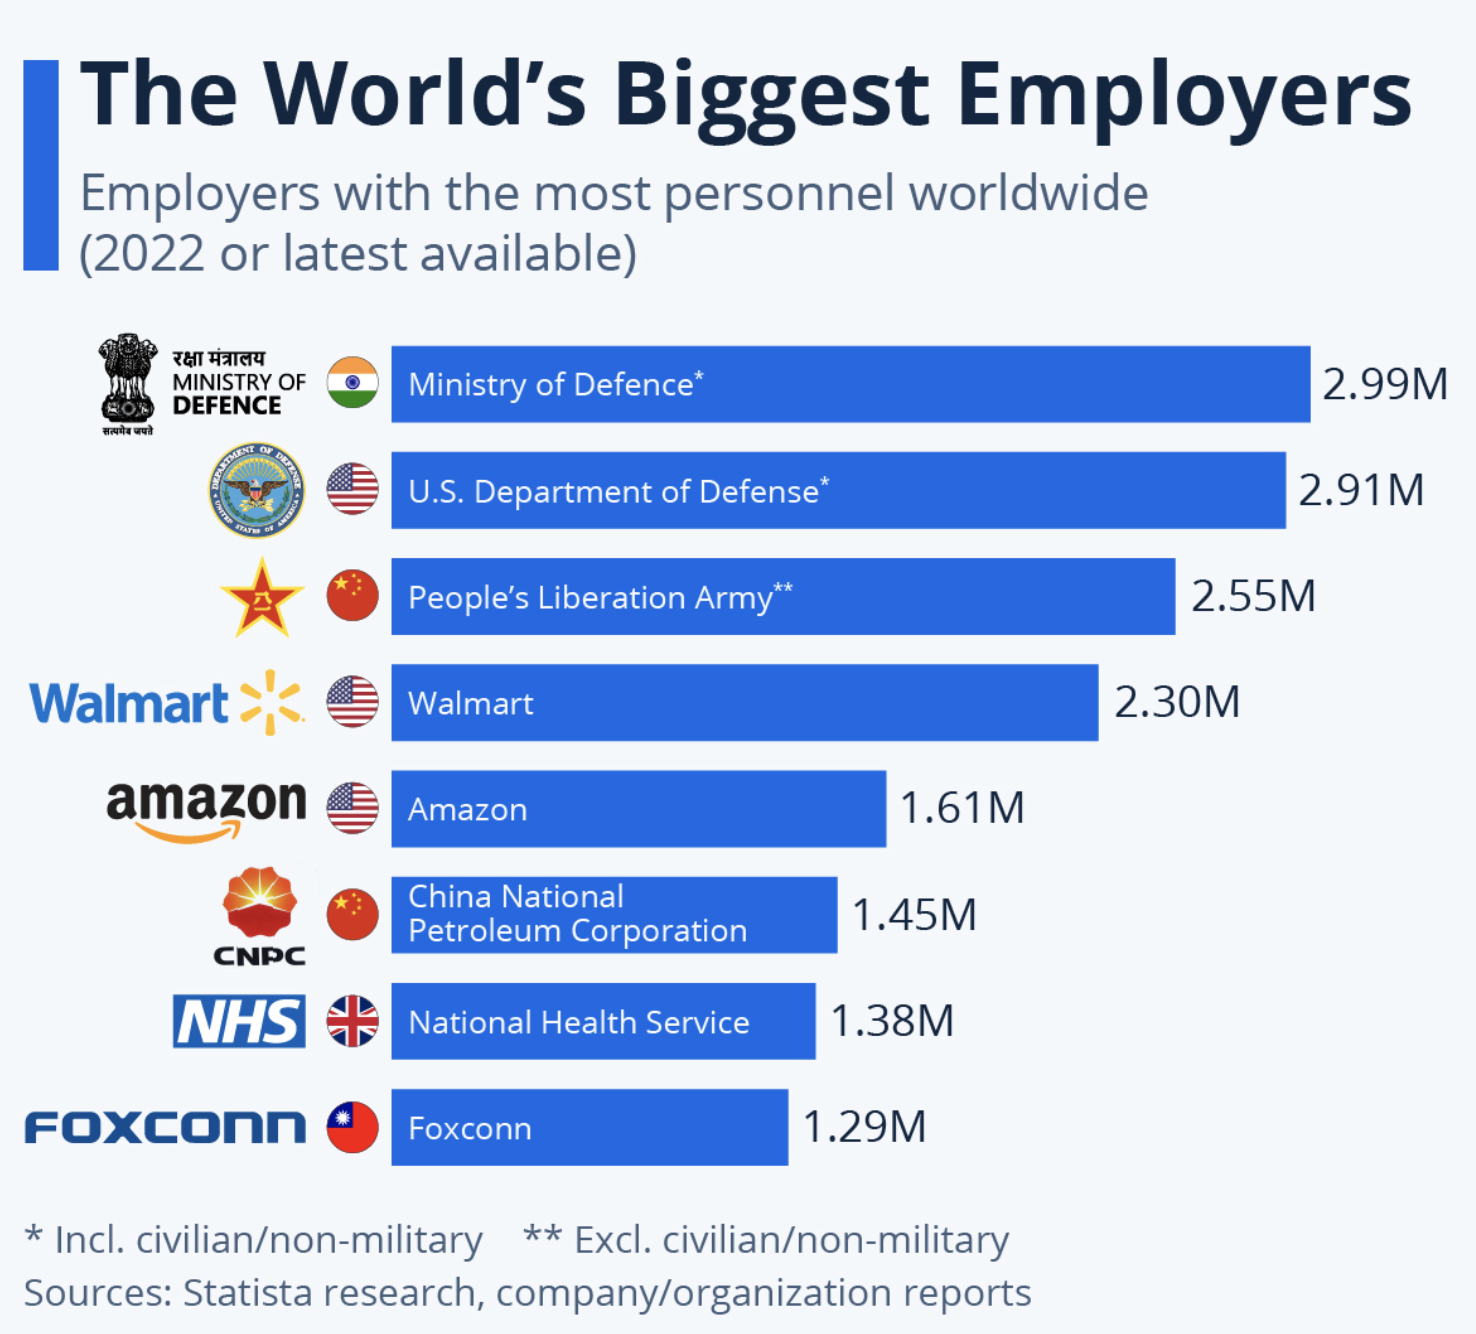 The World’s Biggest Employers
Employers with the most personnel worldwide
(2022 or latest available)
रक्षा मंत्रालय
MINISTRY OF
DEFENCE
सत्यमेव जयते
Ministry of Defence*
2.99M
DEPARTMENT OF DEFENSE
UNITED STATES OF AMERICA
U.S. Department of Defense*
2.91M
八一
People’s Liberation Army**
2.55M
Walmart
Walmart
2.30M
amazon
Amazon
1.61M
CNPC
China National
Petroleum Corporation
1.45M
NHS
National Health Service
1.38M
FOXCONN
Foxconn
1.29M
* Incl. civilian/non-military ** Excl. civilian/non-military
Sources: Statista research, company/organization reports